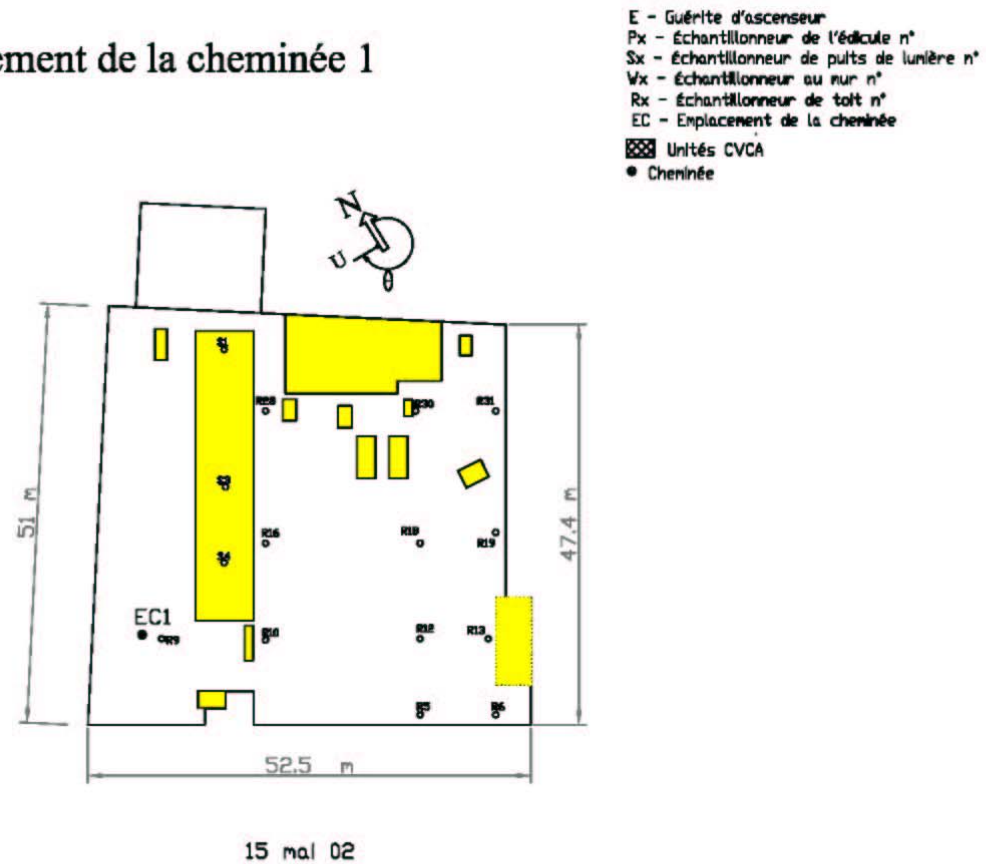 ement de la cheminée 1
E - Guérite d'ascenseur
Px - Échantillonneur de l'édicule n°
Sx - Échantillonneur de puits de lumière n°
Wx - Échantillonneur au mur n°
Rx - Échantillonneur de toit n°
EC - Emplacement de la cheminée
Unités CVCA
Cheminée
N
U
θ
S1
R28
R30
R31
51 m
S3
R16
R18
R19
47.4 m
S4
EC1
R9
R10
R12
R13
R5
R6
52.5 m
15 mai 02